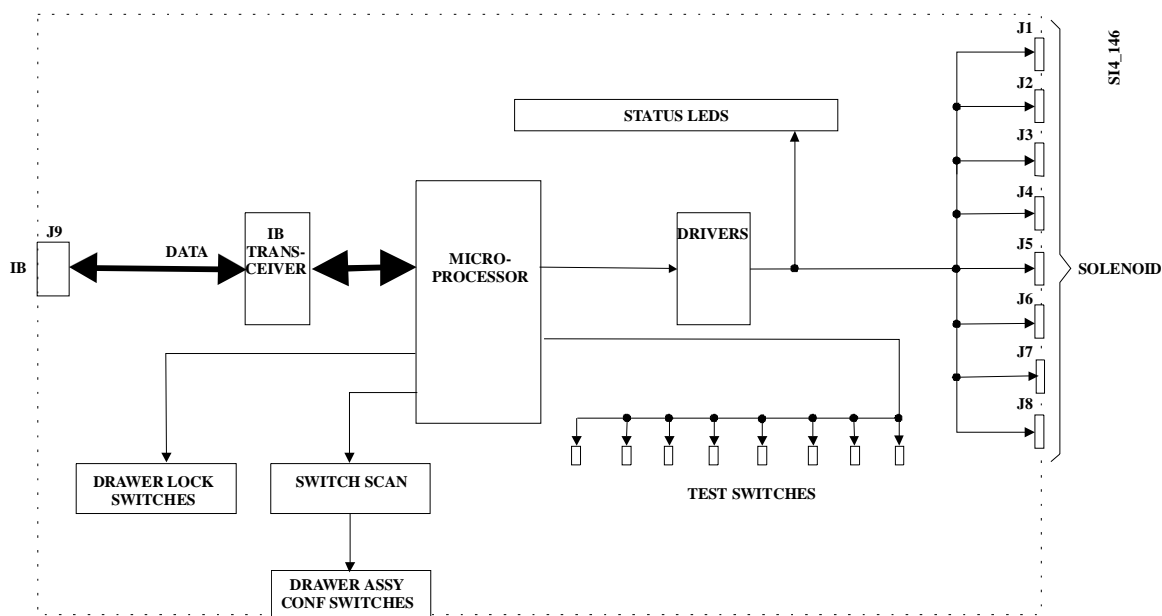 J1
SI4_146
J2
STATUS LEDS
J3
J4
J9
IB
TRANS-
CEIVER
DRIVERS
DATA
IB
MICRO-
PROCESSOR
J5
SOLENOID
J6
J7
J8
DRAWER LOCK
SWITCHES
SWITCH SCAN
TEST SWITCHES
DRAWER ASSY
CONF SWITCHES